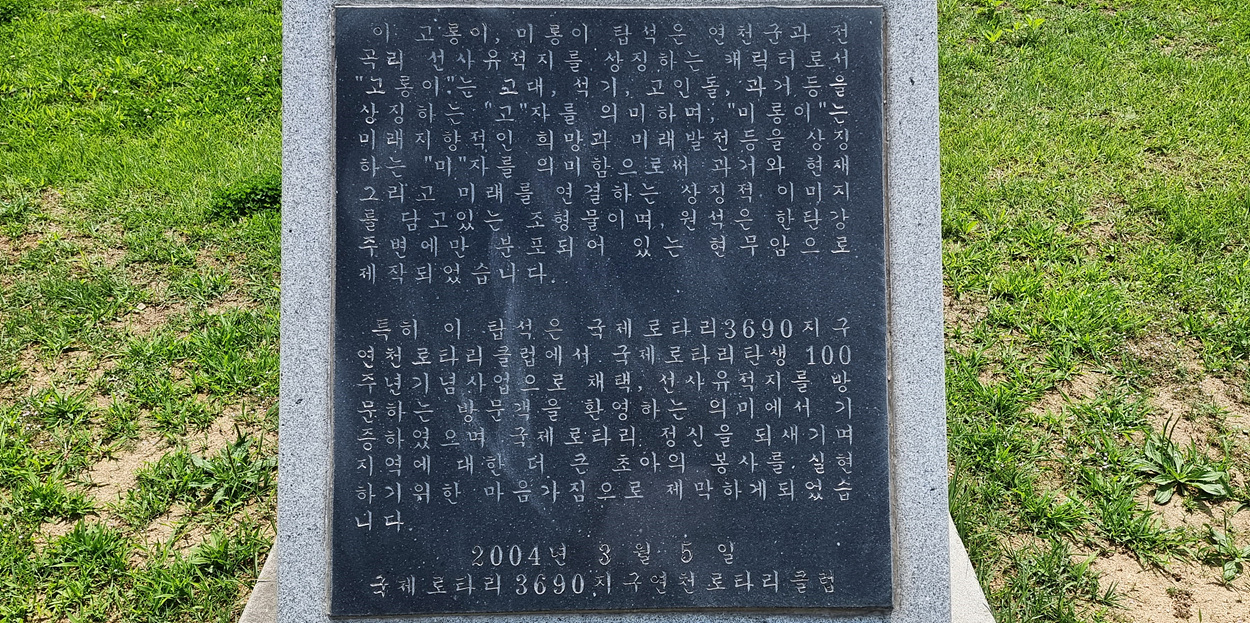 이 고롱이, 미롱이 탑석은 연천군과 전
곡리 선사유적지를 상징하는 캐릭터로서
"고롱이"는 고대, 석기, 고인돌, 과거등을
상징하는 "고"자를 의미하며, "미롱이"는
미래지향적인 희망과 미래발전등을 상징
하는 "미"자를 의미함으로써 과거와 현재
그리고 미래를 연결하는 상징적 이미지
를 담고있는 조형물이며, 원석은 한탄강
주변에만 분포되어 있는 현무암으로
제작되었습니다.
특히 이 탑석은 국제로타리3690지구
연천로타리클럽에서 국제로타리탄생 100
주년기념사업으로 채택, 선사유적지를 방
문하는 방문객을 환영하는 의미에서 기
증하였으며 국제로타리 정신을 되새기며
지역에 대한 더 큰 초아의 봉사를 실현
하기위한 마음가짐으로 제막하게되었습
니다.
2004년 3월 5일
국제로타리3690지구연천로타리클럽